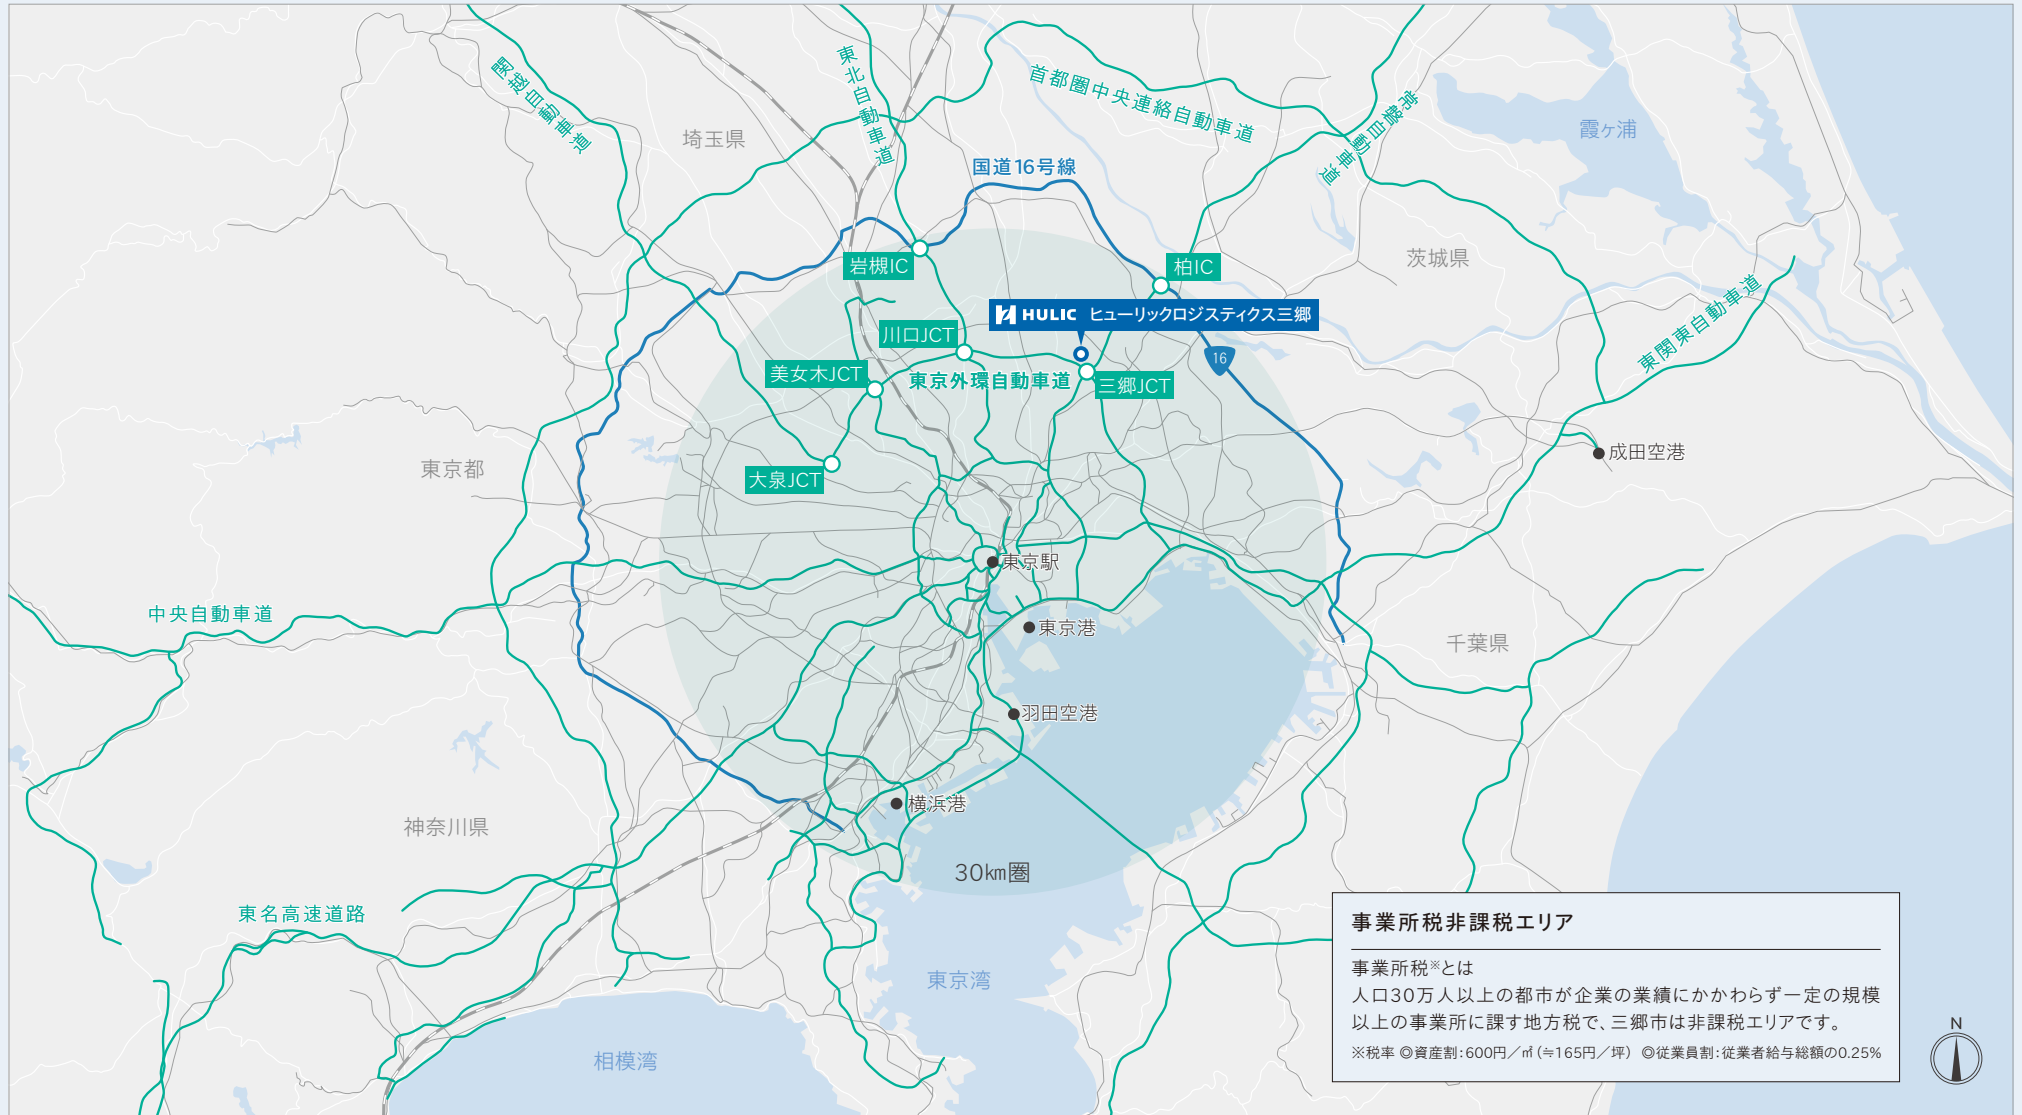 関越自動車道
東北自動車道
首都圏中央連絡自動車道
常磐自動車道
埼玉県
国道16号線
霞ヶ浦
茨城県
岩槻IC
柏IC
HULIC ヒューリックロジスティクス三郷
川口JCT
16
東関東自動車道
美女木JCT
東京外環自動車道
三郷JCT
東京都
大泉JCT
成田空港
東京駅
中央自動車道
東京港
千葉県
羽田空港
横浜港
神奈川県
30km圏
東名高速道路
東京湾
相模湾
事業所税非課税エリア
事業所税※とは
人口30万人以上の都市が企業の業績にかかわらず一定の規模
以上の事業所に課す地方税で、三郷市は非課税エリアです。
※税率 ◎資産割：600円／㎡（≒165円／坪） ◎従業員割：従業者給与総額の0.25%
N